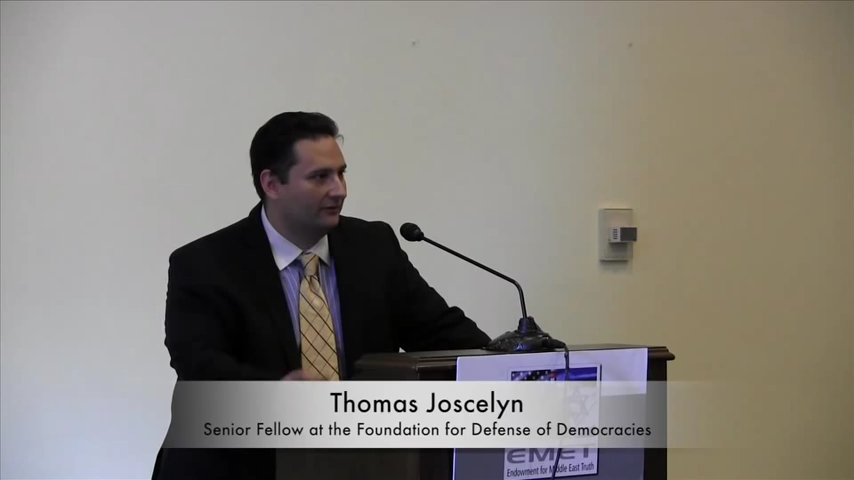 Thomas Joscelyn
Senior Fellow at the Foundation for Defense of Democracies
EMET
Endowment for Middle East Truth